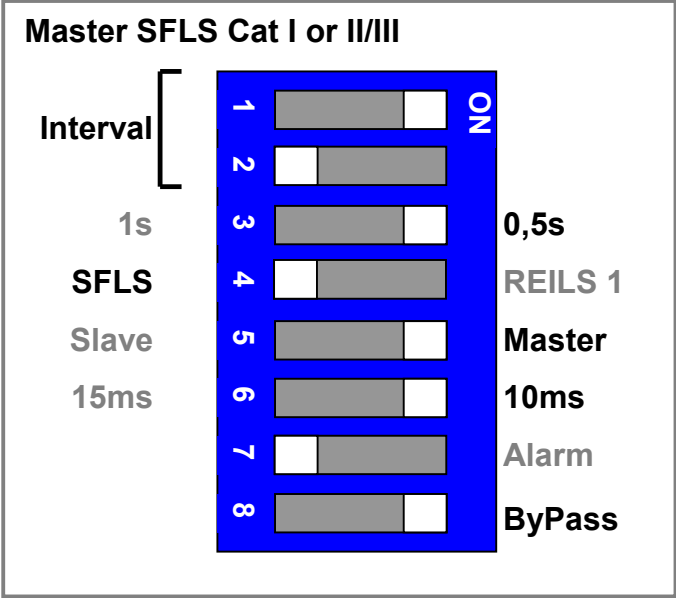 Master SFLS Cat I or II/III
ON
Interval
1
2
1s 3 0,5s
SFLS 4 REILS 1
Slave 5 Master
15ms 6 10ms
7 Alarm
8 ByPass